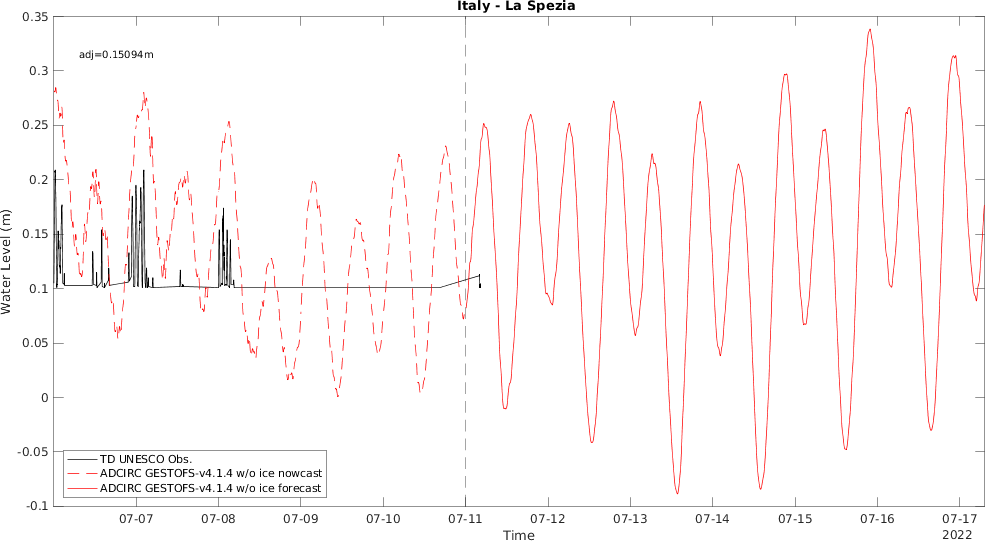 Italy - La Spezia
adj=0.15094m
Water Level (m)
0.35
0.3
0.25
0.2
0.15
0.1
0.05
0
-0.05
-0.1
TD UNESCO Obs.
ADCIRC GESTOFS-v4.1.4 w/o ice nowcast
ADCIRC GESTOFS-v4.1.4 w/o ice forecast
07-07 07-08 07-09 07-10 07-11 07-12 07-13 07-14 07-15 07-16 07-17
2022
Time